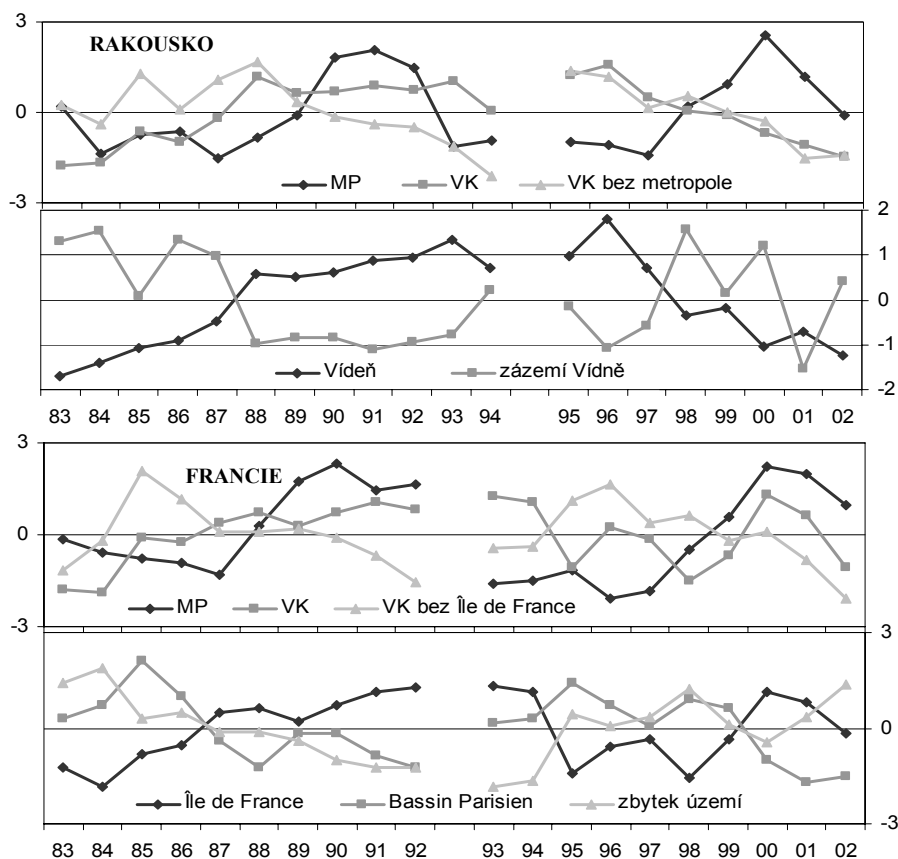 3
RAKOUSKO
0
MP VK VK bez metropole
-3
2
1
0
-1
Vídeň zázemí Vídně
-2
83 84 85 86 87 88 89 90 91 92 93 94 95 96 97 98 99 00 01 02
3
FRANCIE
0
MP VK VK bez Île de France
-3
3
0
Île de France Bassin Parisien zbytek území
-3
83 84 85 86 87 88 89 90 91 92 93 94 95 96 97 98 99 00 01 02